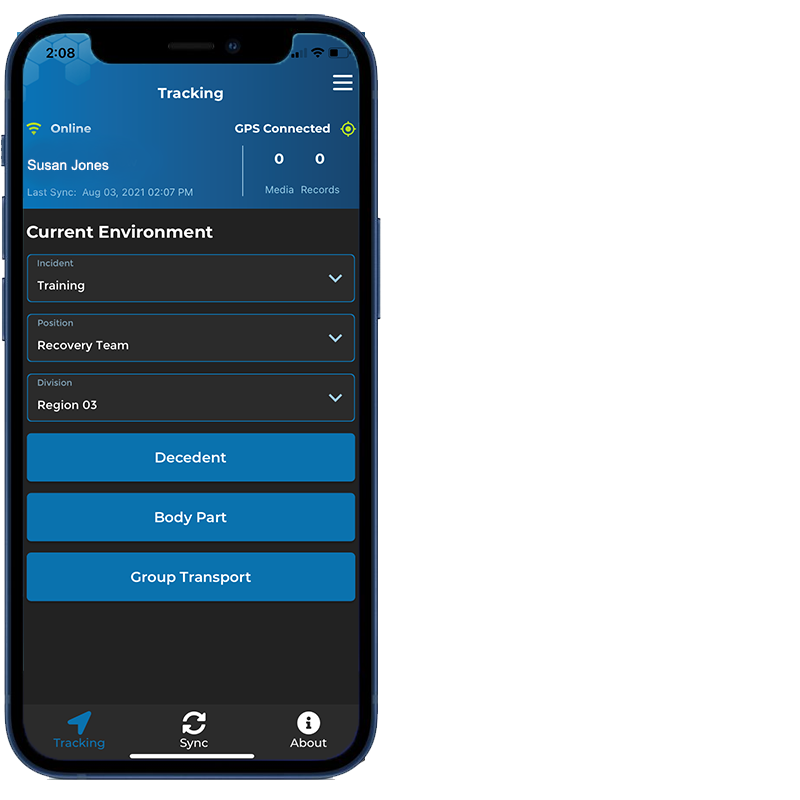 2:08
Tracking
Online
GPS Connected
Susan Jones
0 0
Last Sync: Aug 03, 2021 02:07 PM
Media Records
Current Environment
Incident
Training
Position
Recovery Team
Division
Region 03
Decedent
Body Part
Group Transport
Tracking Sync About